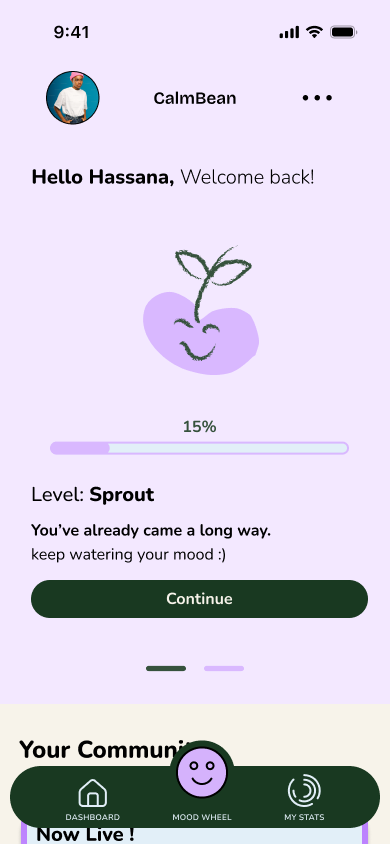 9:41
CalmBean
Hello Hassana, Welcome back!
15%
Level: Sprout
You've already came a long way.
keep watering your mood :)
Continue
Your Communi
DASHBOARD
MOOD WHEEL
MY STATS
Now Live !